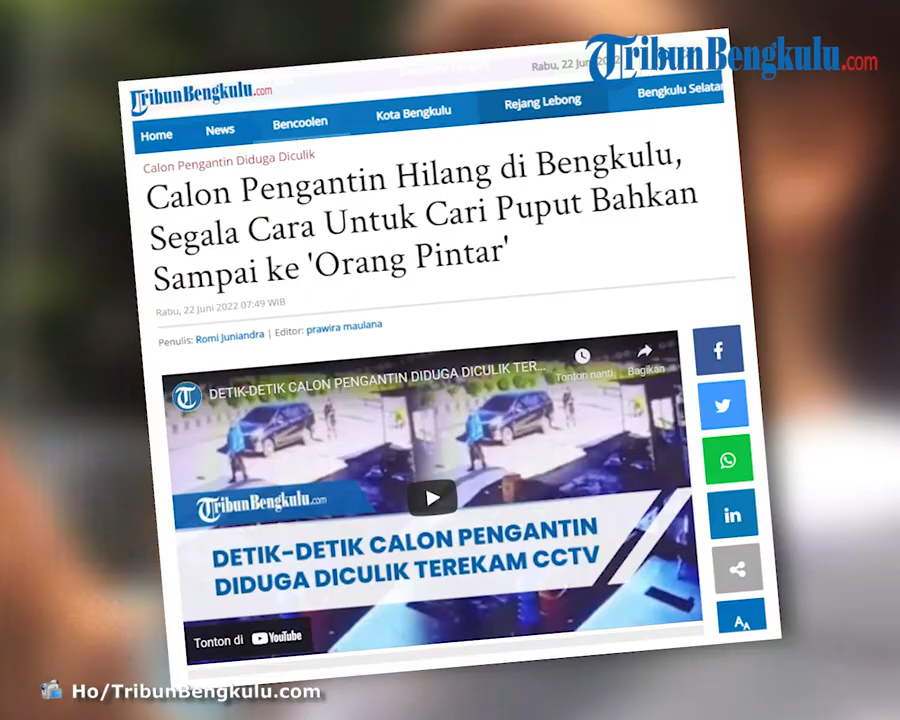 TribunBengkulu.com
Rabu, 22 Juni 2022
TribunBengkulu.com
Home News Bencoolen Kota Bengkulu Rejang Lebong Bengkulu Selatan
Calon Pengantin Diduga Diculik
Calon Pengantin Hilang di Bengkulu,
Segala Cara Untuk Cari Puput Bahkan
Sampai ke 'Orang Pintar'
Rabu, 22 Juni 2022 07:49 WIB
Penulis: Romi Juniandra | Editor: prawira maulana
DETIK-DETIK CALON PENGANTIN DIDUGA DICULIK TER...
Tonton nanti
Bagikan
TribunBengkulu.com
DETIK-DETIK CALON PENGANTIN
DIDUGA DICULIK TEREKAM CCTV
Tonton di YouTube
AA
Ho/TribunBengkulu.com